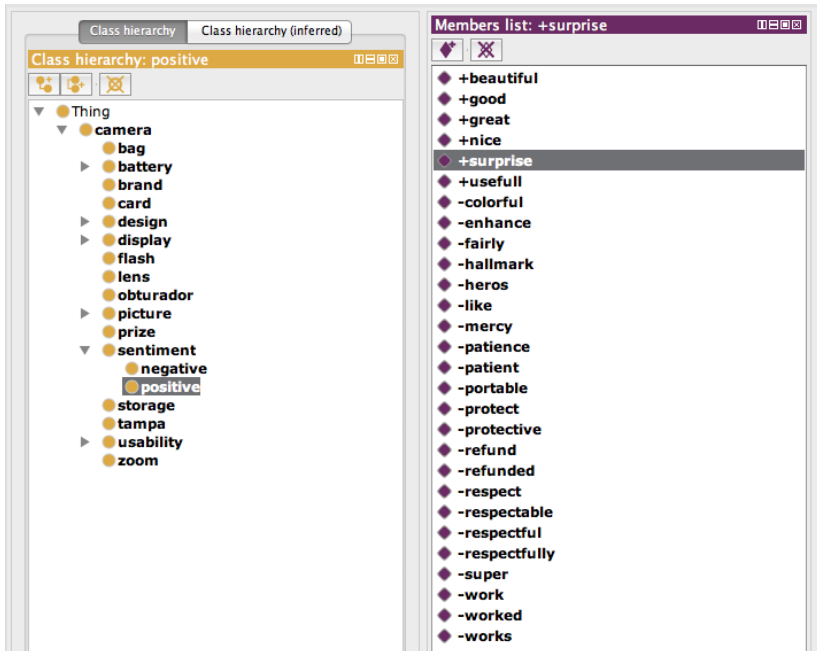 Class hierarchy
Class hierarchy (inferred)
Class hierarchy: positive
Thing
camera
bag
battery
brand
card
design
display
flash
lens
obturador
picture
prize
sentiment
negative
positive
storage
tampa
usability
zoom
Members list: +surprise
+beautiful
+good
+great
+nice
+surprise
+usefull
-colorful
-enhance
-fairly
-hallmark
-heros
-like
-mercy
-patience
-patient
-portable
-protect
-protective
-refund
-refunded
-respect
-respectable
-respectful
-respectfully
-super
-work
-worked
-works